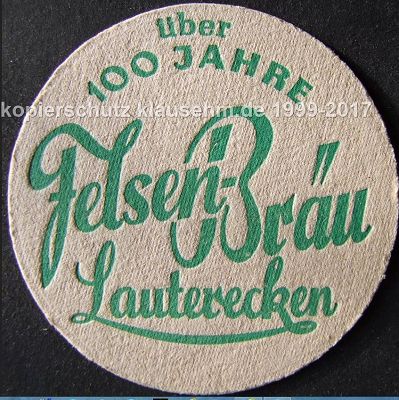 über
100 JAHRE
kopierschutz klausehm.de 1999-2017
Felsen-Bräu
Lauterecken